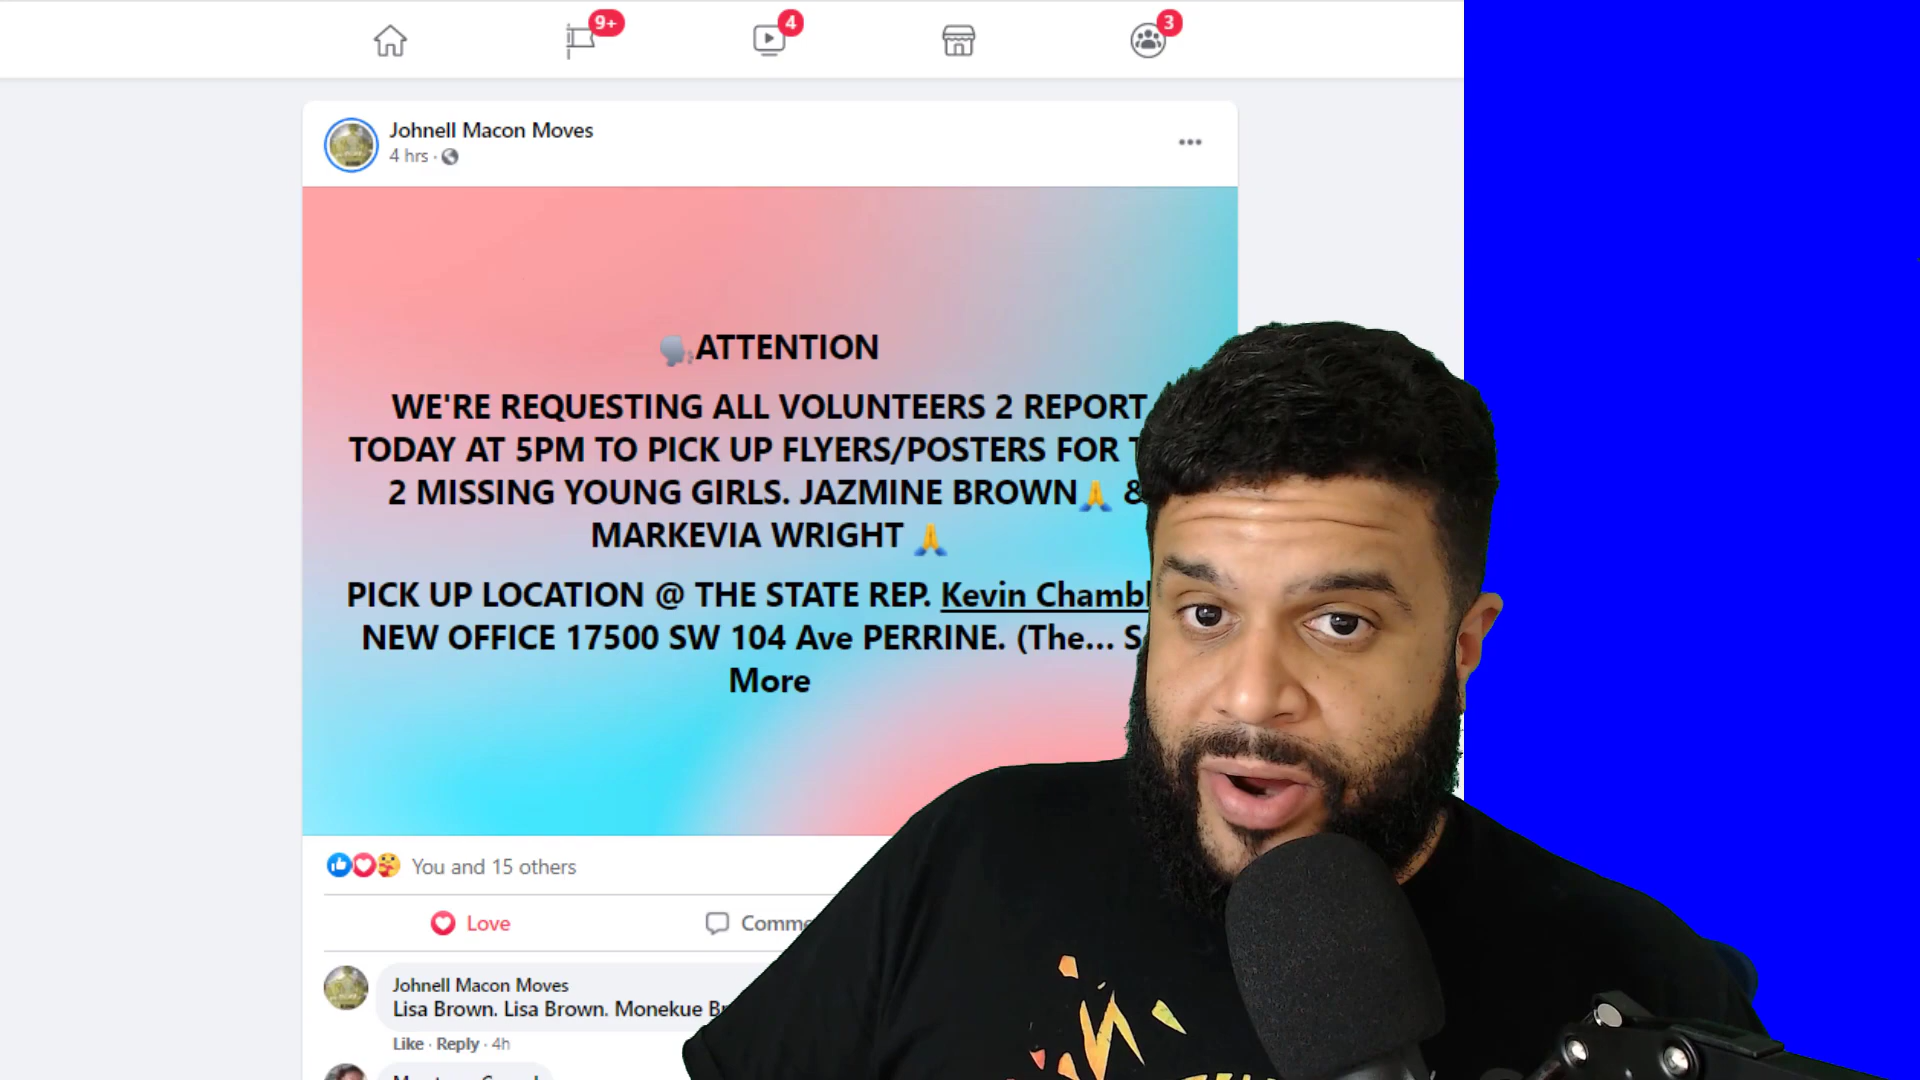 9+
4
3
Johnell Macon Moves
4 hrs ·
ATTENTION
WE'RE REQUESTING ALL VOLUNTEERS 2 REPORT
TODAY AT 5PM TO PICK UP FLYERS/POSTERS FOR
2 MISSING YOUNG GIRLS. JAZMINE BROWN🙏 &
MARKEVIA WRIGHT 🙏
PICK UP LOCATION @ THE STATE REP. Kevin
NEW OFFICE 17500 SW 104 Ave PERRINE. (The...
More
You and 15 others
Love
Johnell Macon Moves
Lisa Brown. Lisa Brown. Monekue
Like · Reply · 4h